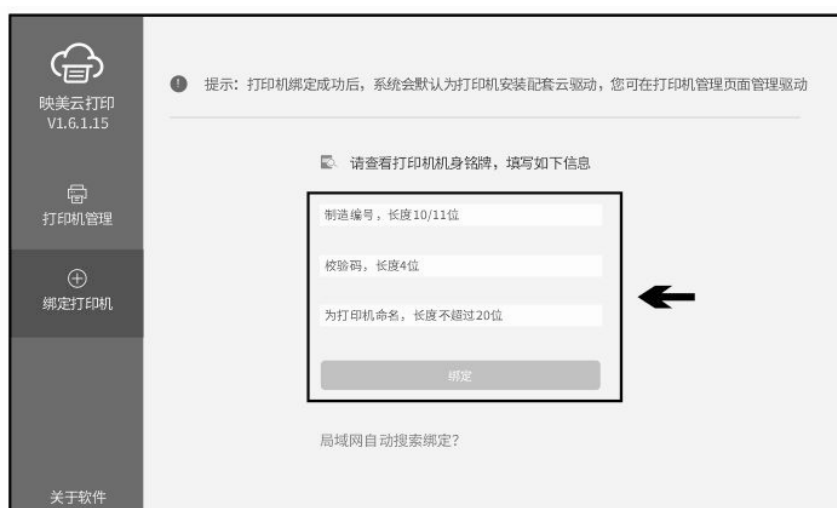 映美云打印
V1.6.1.15
打印机管理
绑定打印机
关于软件
提示：打印机绑定成功后，系统会默认为打印机安装配套云驱动，您可在打印机管理页面管理驱动
请查看打印机机身铭牌，填写如下信息
制造编号，长度10/11位
校验码，长度4位
为打印机命名，长度不超过20位
绑定
局域网自动搜索绑定？